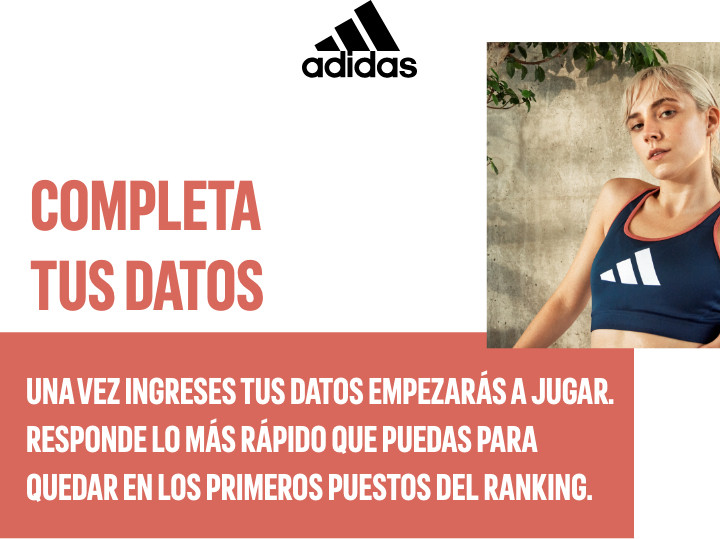 adidas
COMPLETA
TUS DATOS
UNA VEZ INGRESES TUS DATOS EMPEZARÁS A JUGAR.
RESPONDE LO MÁS RÁPIDO QUE PUEDAS PARA
QUEDAR EN LOS PRIMEROS PUESTOS DEL RANKING.